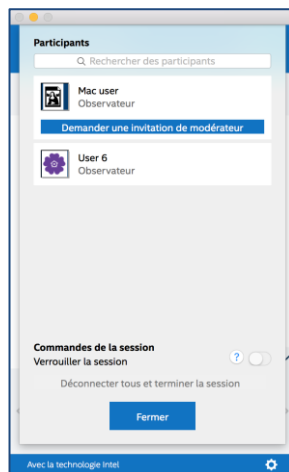 Participants
Rechercher des participants
Mac user
Observateur
Demander une invitation de modérateur
User 6
Observateur
Commandes de la session
Verrouiller la session
?
Déconnecter tous et terminer la session
Fermer
Avec la technologie Intel